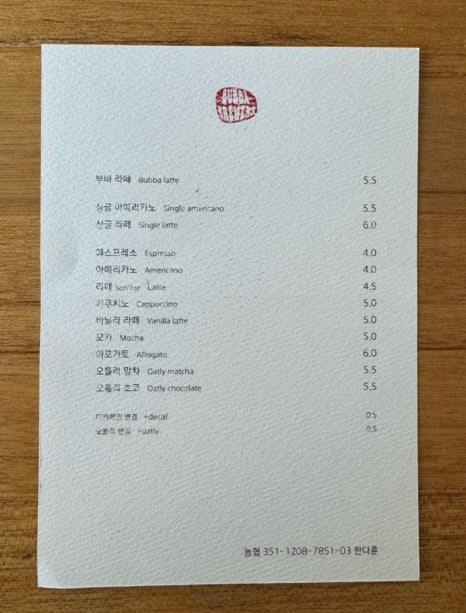 BUBBA
BREWERS
부바 라떼 Bubba latte 5.5
싱글 아메리카노 Single americano 5.5
싱글 라떼 Single latte 6.0
에스프레소 Espresso 4.0
아메리카노 Americano 4.0
라떼 5oz/7oz Latte 4.5
카푸치노 Cappuccino 5.0
바닐라 라떼 Vanilla latte 5.0
모카 Mocha 5.0
아포가토 Affogato 6.0
오틀리 말차 Oatly matcha 5.5
오틀리 초코 Oatly chocolate 5.5
디카페인 변경 +decaf 0.5
오틀리 변경 +oatly 0.5
농협 351-1208-7851-03 한다훈